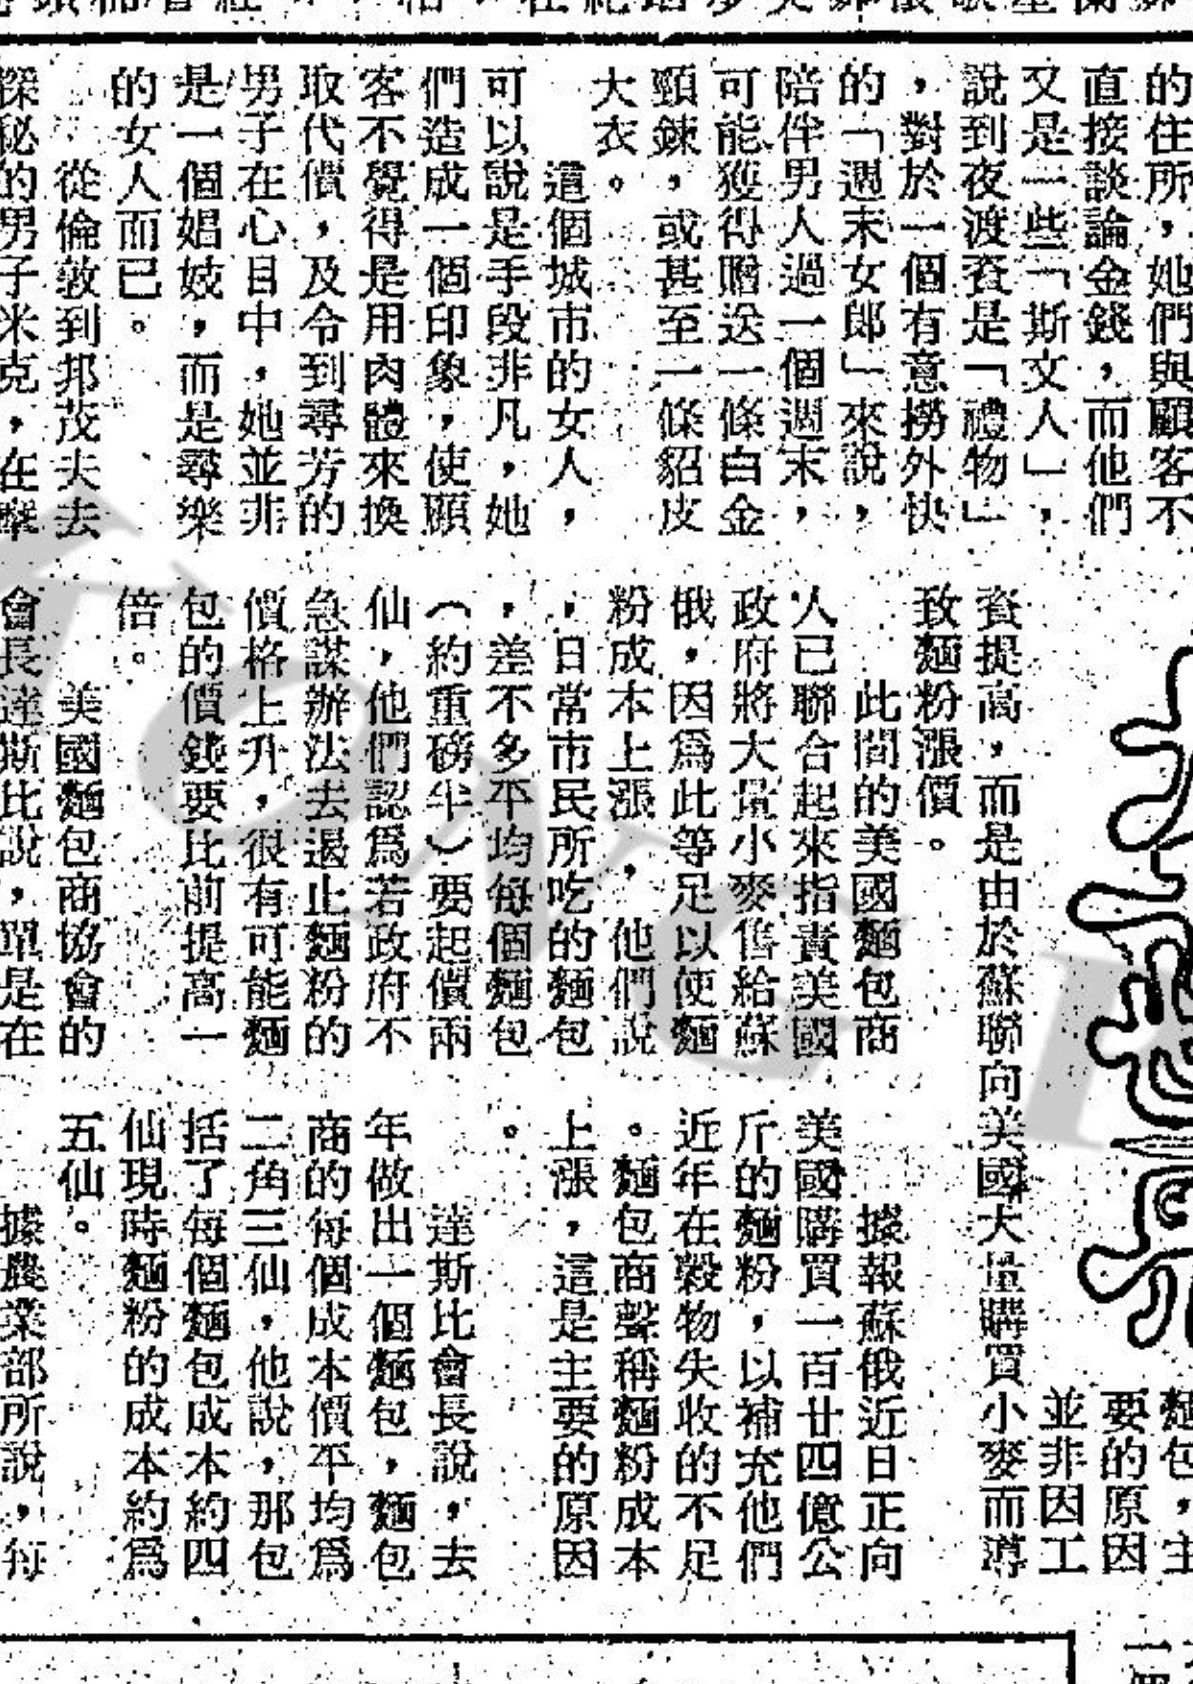 的住所，她們與顧客不
直接談論金錢，而他們
又是一些「斯文人」，
說到夜渡資是「禮物」
，對於一個有意撈外快
的「週末女郎」來說，
陪伴男人過一個週末，
可能獲得贈送一條白金
頸鍊，或甚至一條貂皮
大衣。
這個城市的女人，
可以說是手段非凡，她
們造成一個印象，使顧
客不覺得是用肉體來換
取代價，及令到尋芳的
男子在心目中，她並非
是一個娼妓，而是尋樂
的女人而已。
從倫敦到邦茂夫去
探秘的男子米克，在
麵包，主
要的原因
並非因工
資提高，而是由於蘇聯向美國大量購買小麥而導
致麵粉漲價。
此間的美國麵包商
人已聯合起來指責美國
政府將大量小麥售給蘇
俄，因爲此等足以使麵
粉成本上漲，他們說
，日常市民所吃的麵包
，差不多平均每個麵包
（約重磅半）要起價兩
仙，他們認爲若政府不
急謀辦法去遏止麵粉的
價格上升，很有可能麵
包的價錢要比前提高一
倍。
美國麵包商協會的
會長達斯比說，單是在
據報蘇俄近日正向
美國購買一百廿四億公
斤的麵粉，以補充他們
近年在穀物失收的不足
。麵包商聲稱麵粉成本
上漲，這是主要的原因
。
達斯比會長說，去
年做出一個麵包，麵包
商的每個成本價平均爲
二角三仙，他說，那包
括了每個麵包成本約四
仙現時麵粉的成本約爲
五仙。
據農業部所說，每